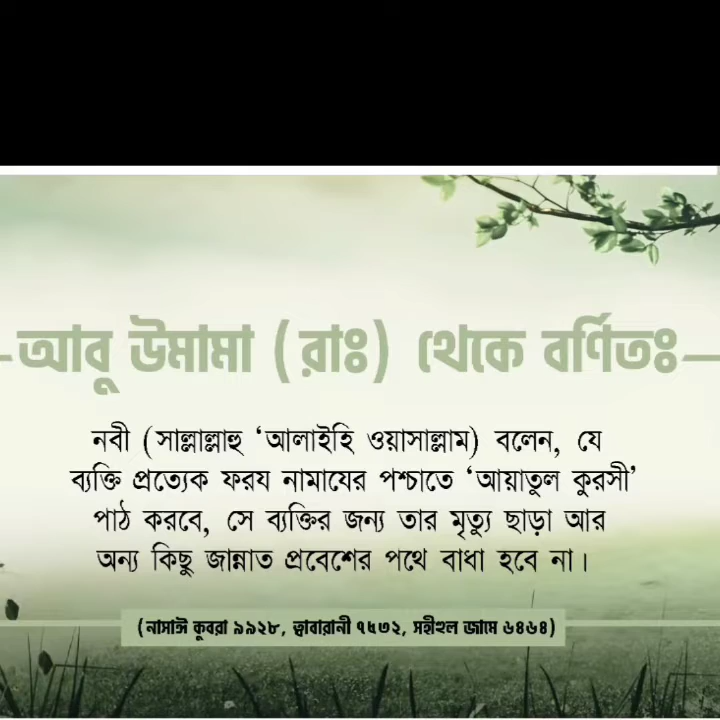 আবু উমামা (রাঃ) থেকে বর্ণিতঃ
নবী (সাল্লাল্লাহু ‘আলাইহি ওয়াসাল্লাম) বলেন, যে
ব্যক্তি প্রত্যেক ফরয নামাযের পশ্চাতে ‘আয়াতুল কুরসী’
পাঠ করবে, সে ব্যক্তির জন্য তার মৃত্যু ছাড়া আর
অন্য কিছু জান্নাত প্রবেশের পথে বাধা হবে না।
(নাসাঈ কুবরা ৯৯২৮, ত্বাবারানী ৭৫৩২, সহীহুল জামে ৬৪৬৪)